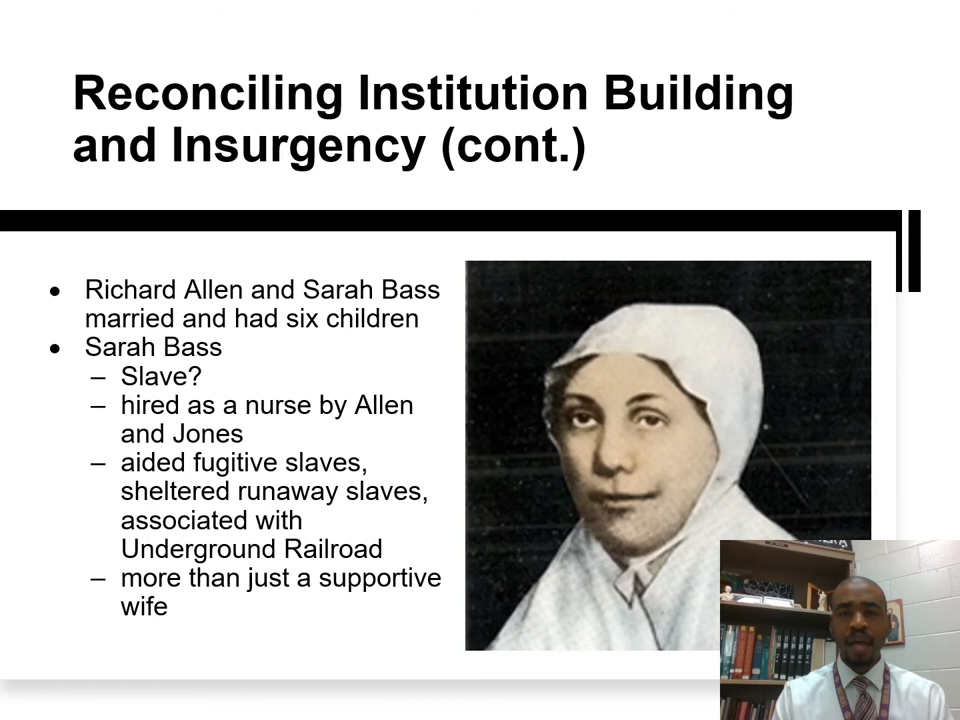 Reconciling Institution Building
and Insurgency (cont.)
• Richard Allen and Sarah Bass
married and had six children
• Sarah Bass
– Slave?
– hired as a nurse by Allen
and Jones
– aided fugitive slaves,
sheltered runaway slaves,
associated with
Underground Railroad
– more than just a supportive
wife